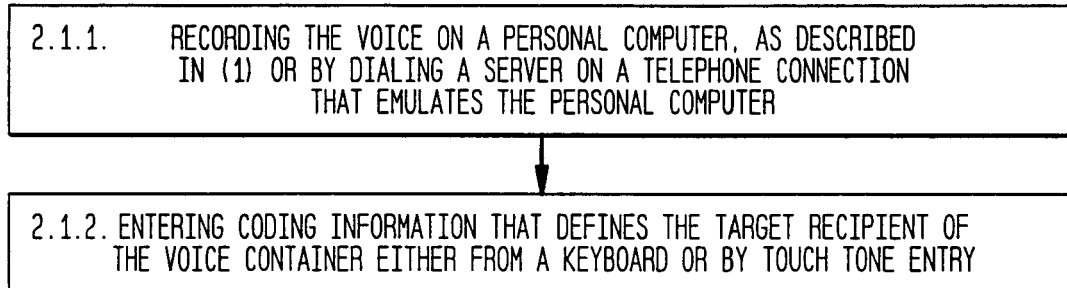 2.1.1. RECORDING THE VOICE ON A PERSONAL COMPUTER, AS DESCRIBED
IN (1) OR BY DIALING A SERVER ON A TELEPHONE CONNECTION
THAT EMULATES THE PERSONAL COMPUTER
2.1.2. ENTERING CODING INFORMATION THAT DEFINES THE TARGET RECIPIENT OF
THE VOICE CONTAINER EITHER FROM A KEYBOARD OR BY TOUCH TONE ENTRY